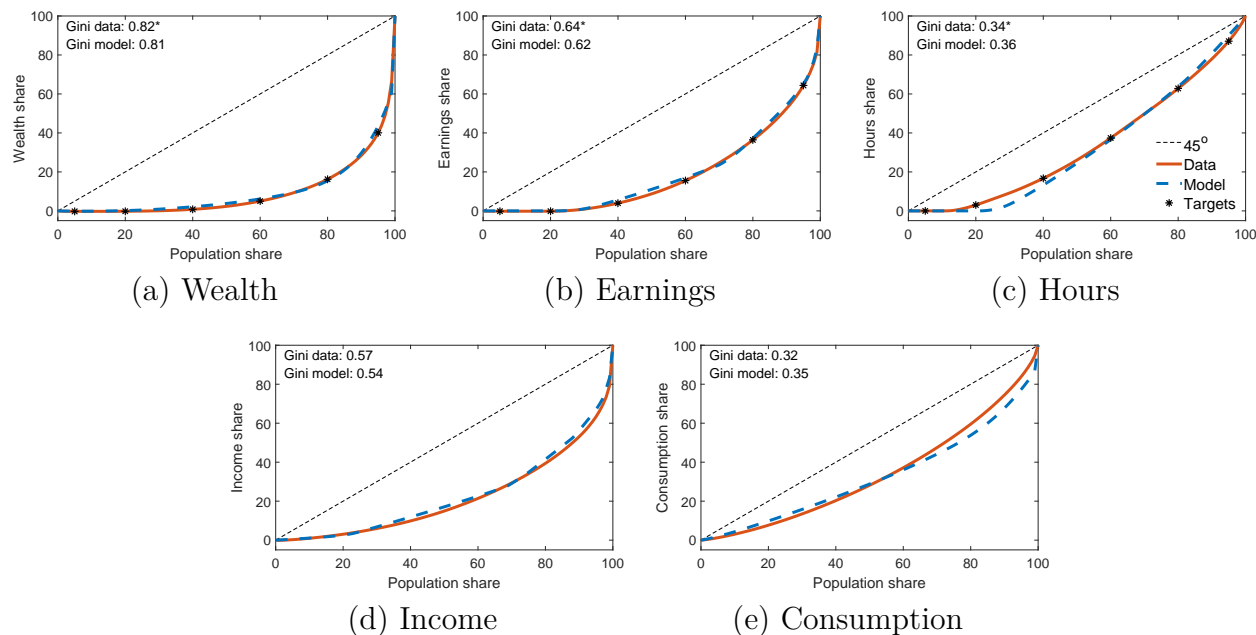 Gini data: 0.82*
Gini model: 0.81
100
80
60
40
20
0
Wealth share
0 20 40 60 80 100
Population share
(a) Wealth
Gini data: 0.64*
Gini model: 0.62
100
80
60
40
20
0
Earnings share
0 20 40 60 80 100
Population share
(b) Earnings
Gini data: 0.34*
Gini model: 0.36
100
80
60
40
20
0
Hours share
45o
Data
Model
Targets
0 20 40 60 80 100
Population share
(c) Hours
Gini data: 0.57
Gini model: 0.54
100
80
60
40
20
0
Income share
0 20 40 60 80 100
Population share
(d) Income
Gini data: 0.32
Gini model: 0.35
100
80
60
40
20
0
Consumption share
0 20 40 60 80 100
Population share
(e) Consumption